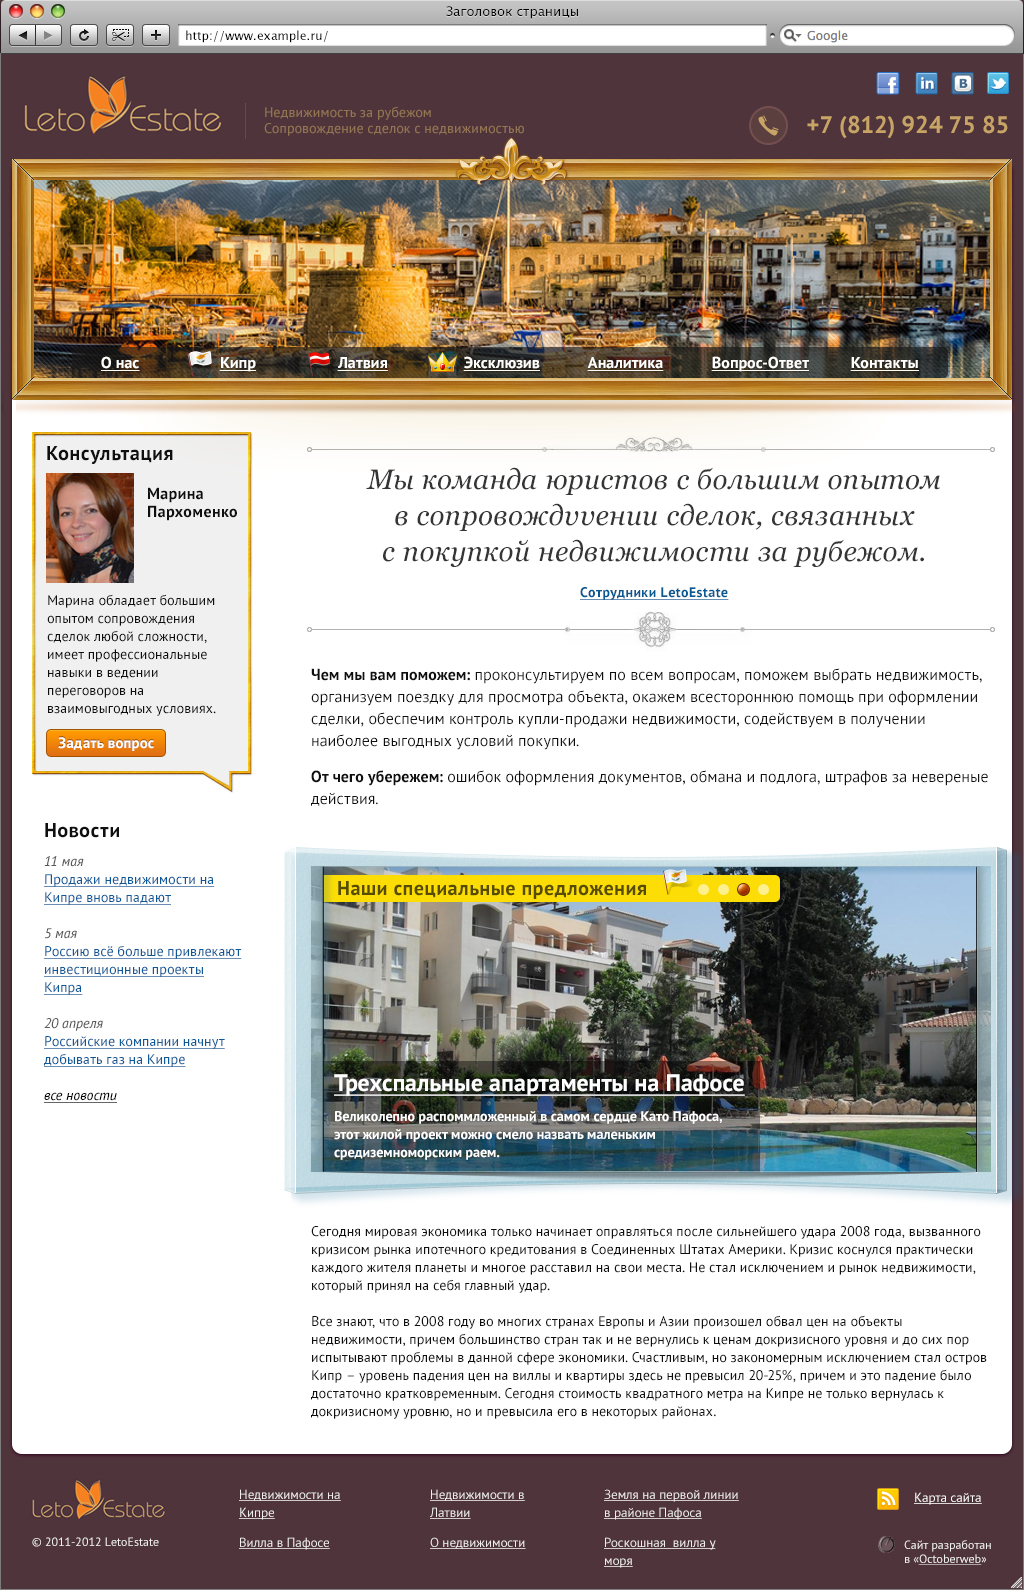 Заголовок страницы
http://www.example.ru/
Google
Leto Estate
Недвижимость за рубежом
Сопровождение сделок с недвижимостью
+7 (812) 924 75 85
О нас Кипр Латвия Эксклюзив Аналитика Вопрос-Ответ Контакты
Консультация
Марина
Пархоменко
Марина обладает большим
опытом сопровождения
сделок любой сложности,
имеет профессиональные
навыки в ведении
переговоров на
взаимовыгодных условиях.
Задать вопрос
Новости
11 мая
Продажи недвижимости на
Кипре вновь падают
5 мая
Россию всё больше привлекают
инвестиционные проекты
Кипра
20 апреля
Российские компании начнут
добывать газ на Кипре
все новости
Мы команда юристов с большим опытом
в сопровождvvении сделок, связанных
с покупкой недвижимости за рубежом.
Сотрудники LetoEstate
Чем мы вам поможем: проконсультируем по всем вопросам, поможем выбрать недвижимость,
организуем поездку для просмотра объекта, окажем всестороннюю помощь при оформлении
сделки, обеспечим контроль купли-продажи недвижимости, содействуем в получении
наиболее выгодных условий покупки.
От чего убережем: ошибок оформления документов, обмана и подлога, штрафов за невереные
действия.
Наши специальные предложения
Трехспальные апартаменты на Пафосе
Великолепно распоммложенный в самом сердце Като Пафоса,
этот жилой проект можно смело назвать маленьким
средиземноморским раем.
Сегодня мировая экономика только начинает оправляться после сильнейшего удара 2008 года, вызванного
кризисом рынка ипотечного кредитования в Соединенных Штатах Америки. Кризис коснулся практически
каждого жителя планеты и многое расставил на свои места. Не стал исключением и рынок недвижимости,
который принял на себя главный удар.
Все знают, что в 2008 году во многих странах Европы и Азии произошел обвал цен на объекты
недвижимости, причем большинство стран так и не вернулись к ценам докризисного уровня и до сих пор
испытывают проблемы в данной сфере экономики. Счастливым, но закономерным исключением стал остров
Кипр – уровень падения цен на виллы и квартиры здесь не превысил 20-25%, причем и это падение было
достаточно кратковременным. Сегодня стоимость квадратного метра на Кипре не только вернулась к
докризисному уровню, но и превысила его в некоторых районах.
Leto Estate
© 2011-2012 LetoEstate
Недвижимости на
Кипре
Вилла в Пафосе
Недвижимости в
Латвии
О недвижимости
Земля на первой линии
в районе Пафоса
Роскошная вилла у
моря
Карта сайта
Сайт разработан
в «Octoberweb»